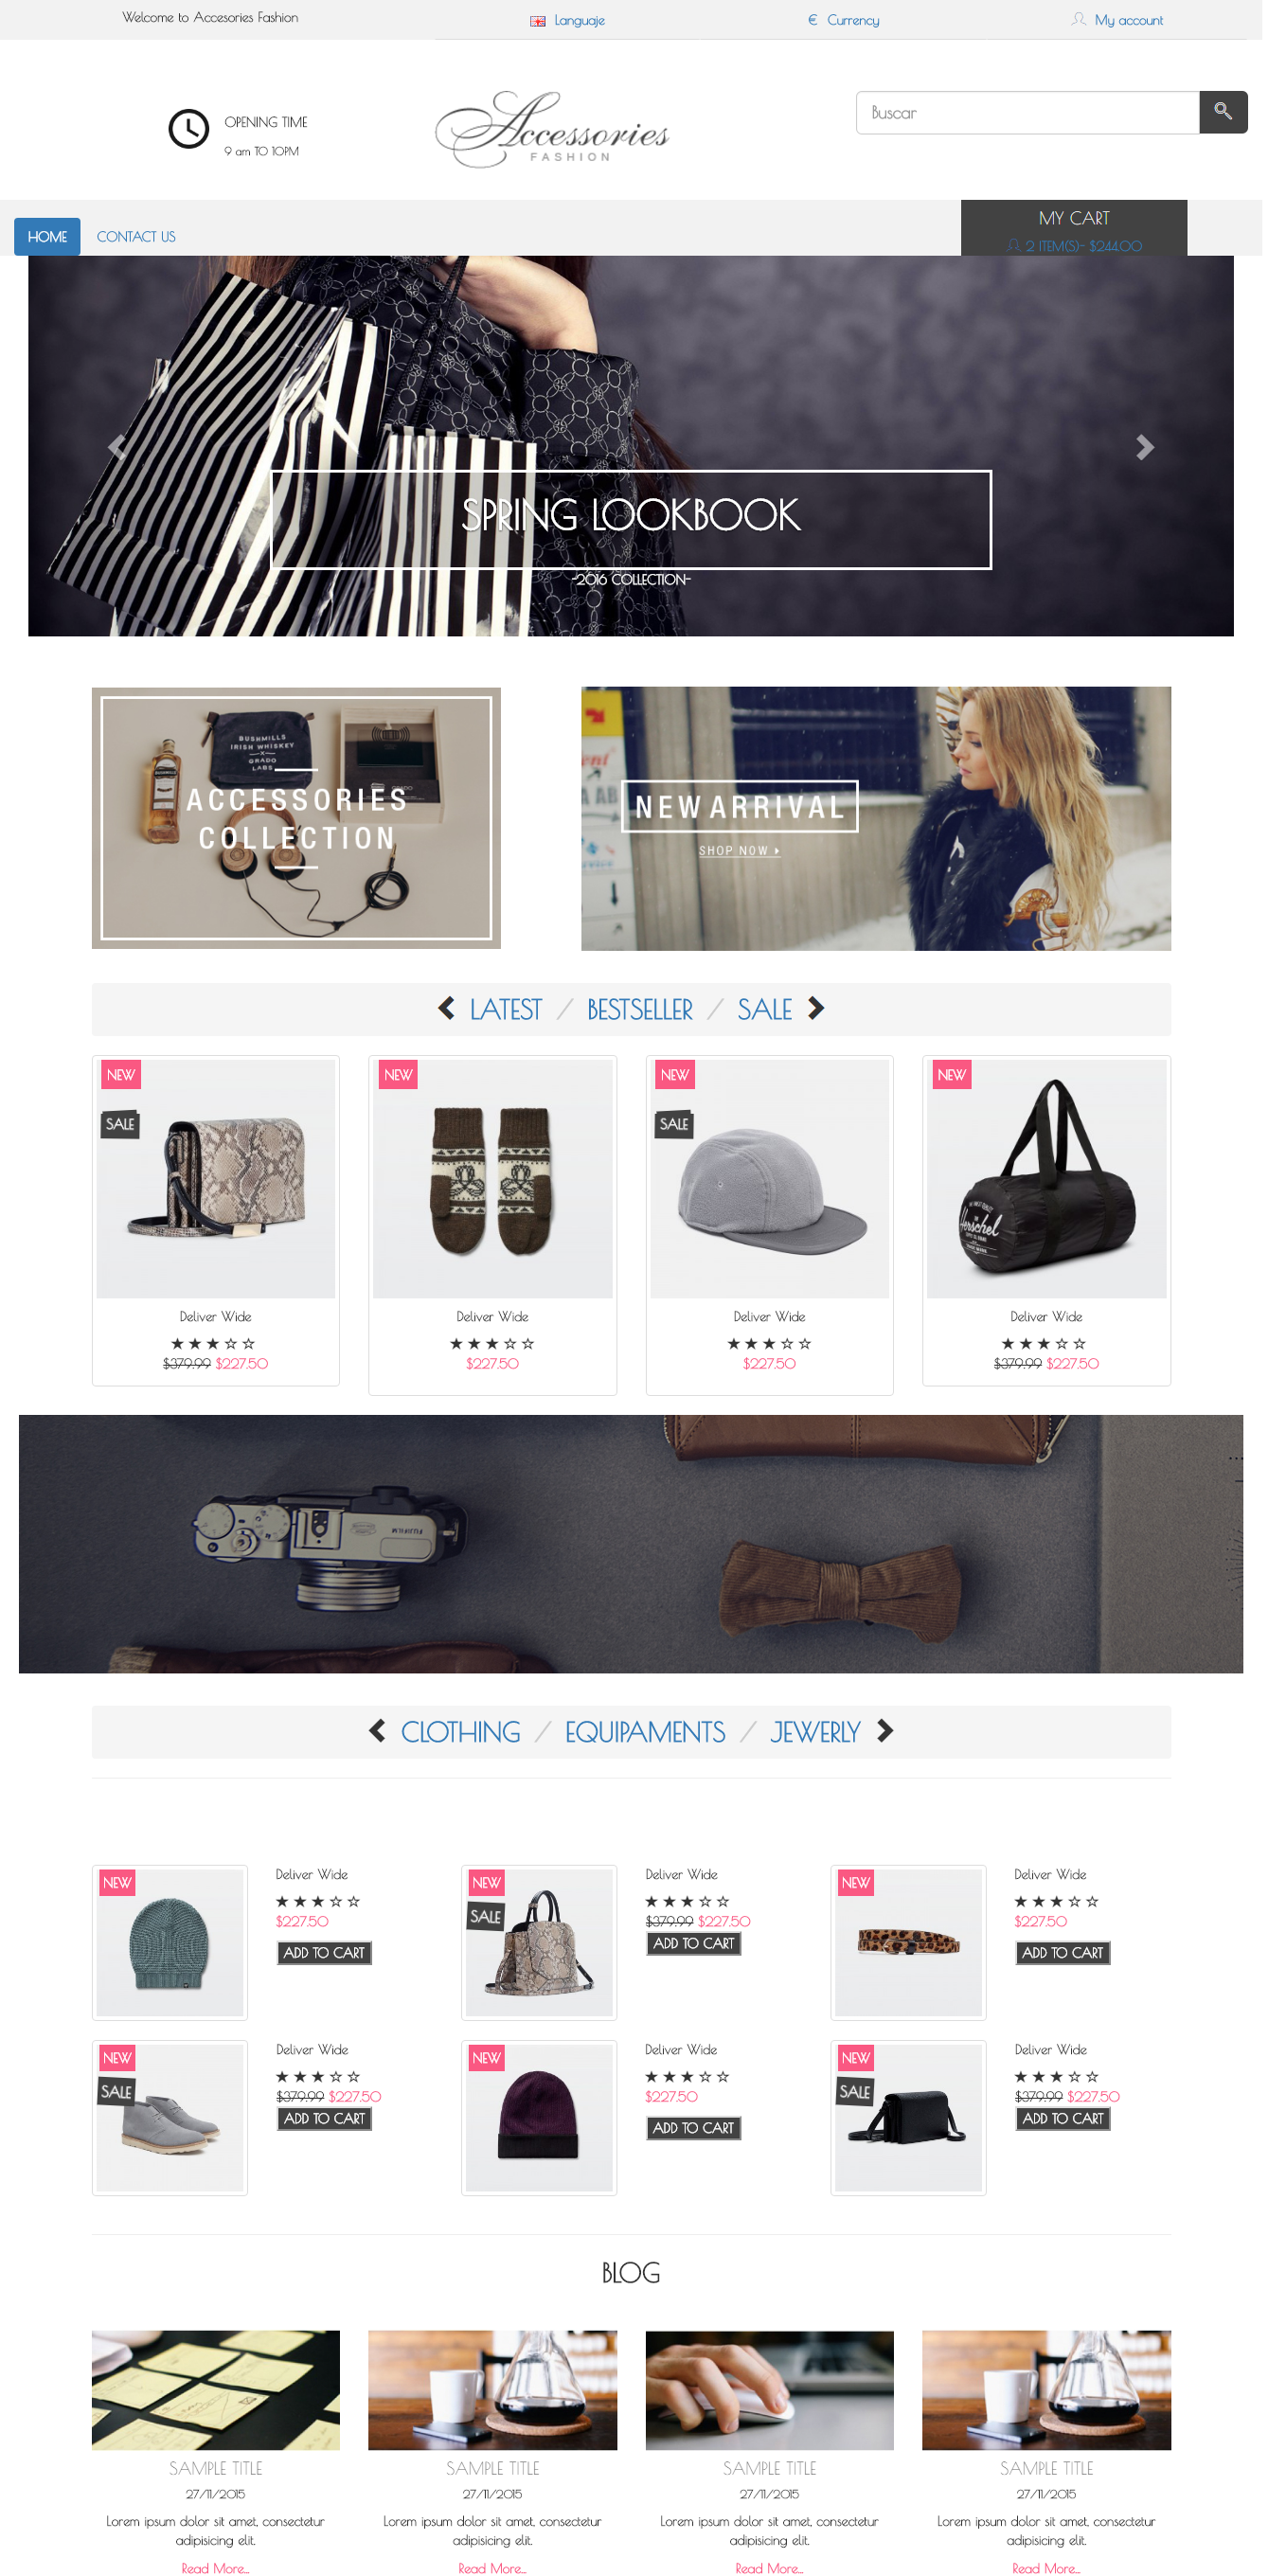 Welcome to Accesories Fashion
Languaje
€ Currency
My account
OPENING TIME
9 am TO 10PM
Accessories
FASHION
Buscar
HOME
CONTACT US
MY CART
2 ITEM(S)- $244.00
SPRING LOOKBOOK
-2016 COLLECTION-
BUSHMILLS
IRISH WHISKEY
X
GRADO
LABS
ACCESSORIES
COLLECTION
NEW ARRIVAL
SHOP NOW
LATEST / BESTSELLER / SALE
NEW
SALE
Deliver Wide
$379.99 $227.50
NEW
Deliver Wide
$227.50
NEW
SALE
Deliver Wide
$227.50
NEW
Herschel
Deliver Wide
$379.99 $227.50
FUJIFILM
CLOTHING / EQUIPAMENTS / JEWERLY
NEW
Deliver Wide
$227.50
ADD TO CART
NEW
SALE
Deliver Wide
$379.99 $227.50
ADD TO CART
NEW
Deliver Wide
$227.50
ADD TO CART
NEW
SALE
Deliver Wide
$379.99 $227.50
ADD TO CART
NEW
Deliver Wide
$227.50
ADD TO CART
NEW
SALE
Deliver Wide
$379.99 $227.50
ADD TO CART
BLOG
SAMPLE TITLE
27/11/2015
Lorem ipsum dolor sit amet, consectetur
adipisicing elit.
Read More...
SAMPLE TITLE
27/11/2015
Lorem ipsum dolor sit amet, consectetur
adipisicing elit.
Read More...
SAMPLE TITLE
27/11/2015
Lorem ipsum dolor sit amet, consectetur
adipisicing elit.
Read More...
SAMPLE TITLE
27/11/2015
Lorem ipsum dolor sit amet, consectetur
adipisicing elit.
Read More...